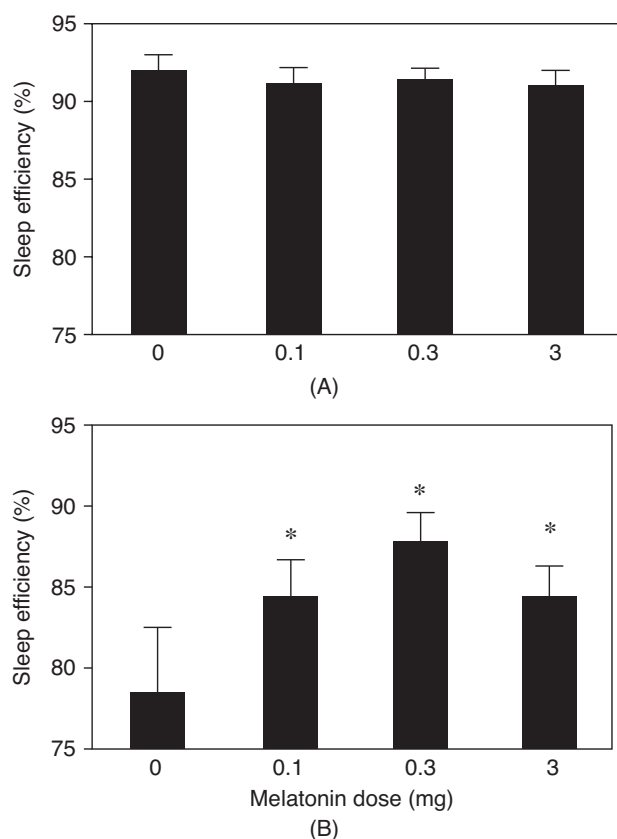 Sleep efficiency (%)
95
90
85
80
75
0 0.1 0.3 3
(A)
Sleep efficiency (%)
95
90
85
80
75
* * *
0 0.1 0.3 3
Melatonin dose (mg)
(B)